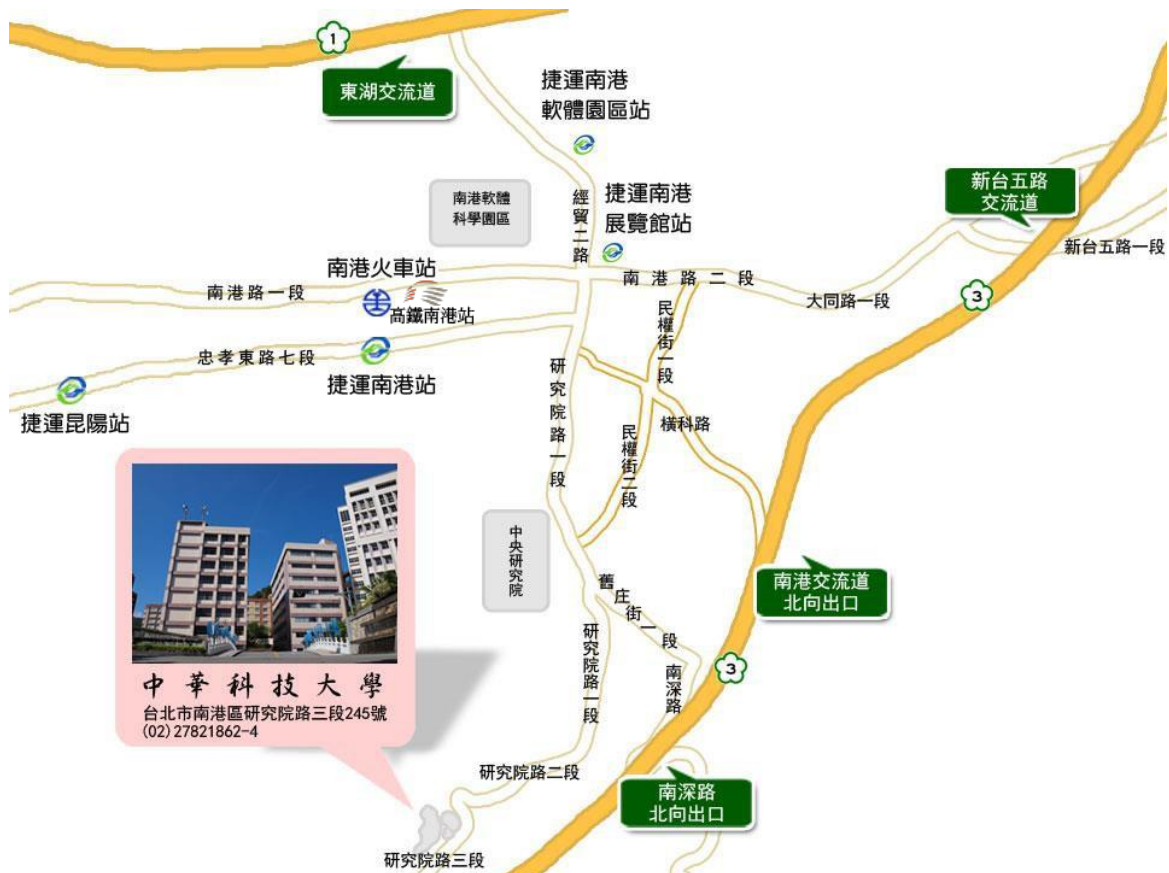 1
東湖交流道
捷運南港
軟體園區站
南港軟體
科學園區
經貿二路
捷運南港
展覽館站
新台五路
交流道
新台五路一段
南港火車站
南港路一段
高鐵南港站
南港路二段
大同路一段
3
忠孝東路七段
捷運南港站
捷運昆陽站
研究院路一段
民權街一段
橫科路
民權街二段
中央研究院
舊庄街一段
南港交流道
北向出口
研究院路一段
南深路
3
中華科技大學
台北市南港區研究院路三段245號
(02)27821862-4
研究院路二段
南深路
北向出口
研究院路三段